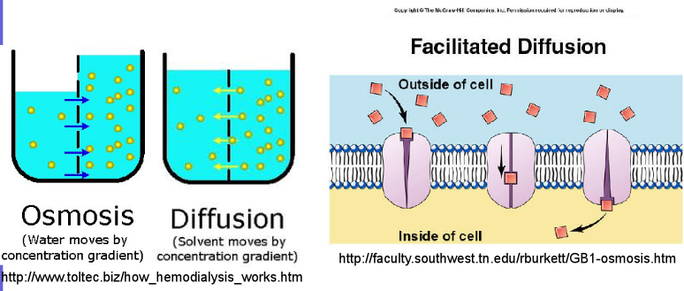 Copyright © The McGraw-Hill Companies, Inc. Permission required for reproduction or display.
Facilitated Diffusion
Outside of cell
Inside of cell
Osmosis
(Water moves by
concentration gradient)
Diffusion
(Solvent moves by
concentration gradient)
http://www.toltec.biz/how_hemodialysis_works.htm
http://faculty.southwest.tn.edu/rburkett/GB1-osmosis.htm